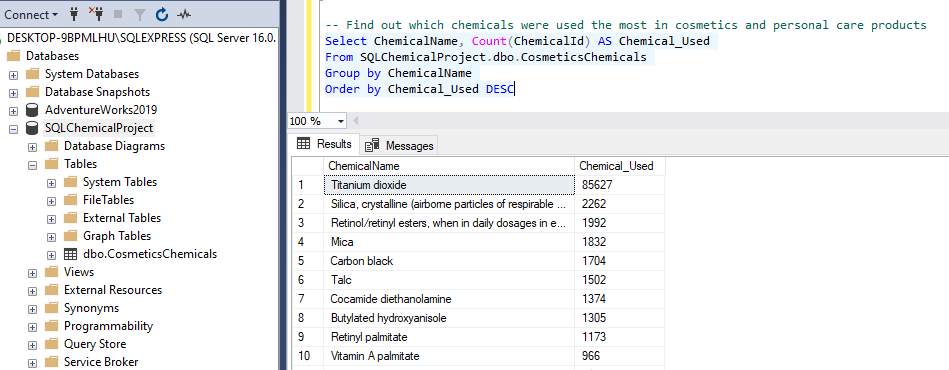 Connect
DESKTOP-9BPMLHU\SQLEXPRESS (SQL Server 16.0.
Databases
System Databases
Database Snapshots
AdventureWorks2019
SQLChemicalProject
Database Diagrams
Tables
System Tables
FileTables
External Tables
Graph Tables
dbo.CosmeticsChemicals
Views
External Resources
Synonyms
Programmability
Query Store
Service Broker
-- Find out which chemicals were used the most in cosmetics and personal care products
Select ChemicalName, Count(ChemicalId) AS Chemical_Used
From SQLChemicalProject.dbo.CosmeticsChemicals
Group by ChemicalName
Order by Chemical_Used DESC
100 %
Results Messages
ChemicalName Chemical_Used
1 Titanium dioxide 85627
2 Silica, crystalline (airborne particles of respirable ... 2262
3 Retinol/retinyl esters, when in daily dosages in e... 1992
4 Mica 1832
5 Carbon black 1704
6 Talc 1502
7 Cocamide diethanolamine 1374
8 Butylated hydroxyanisole 1305
9 Retinyl palmitate 1173
10 Vitamin A palmitate 966